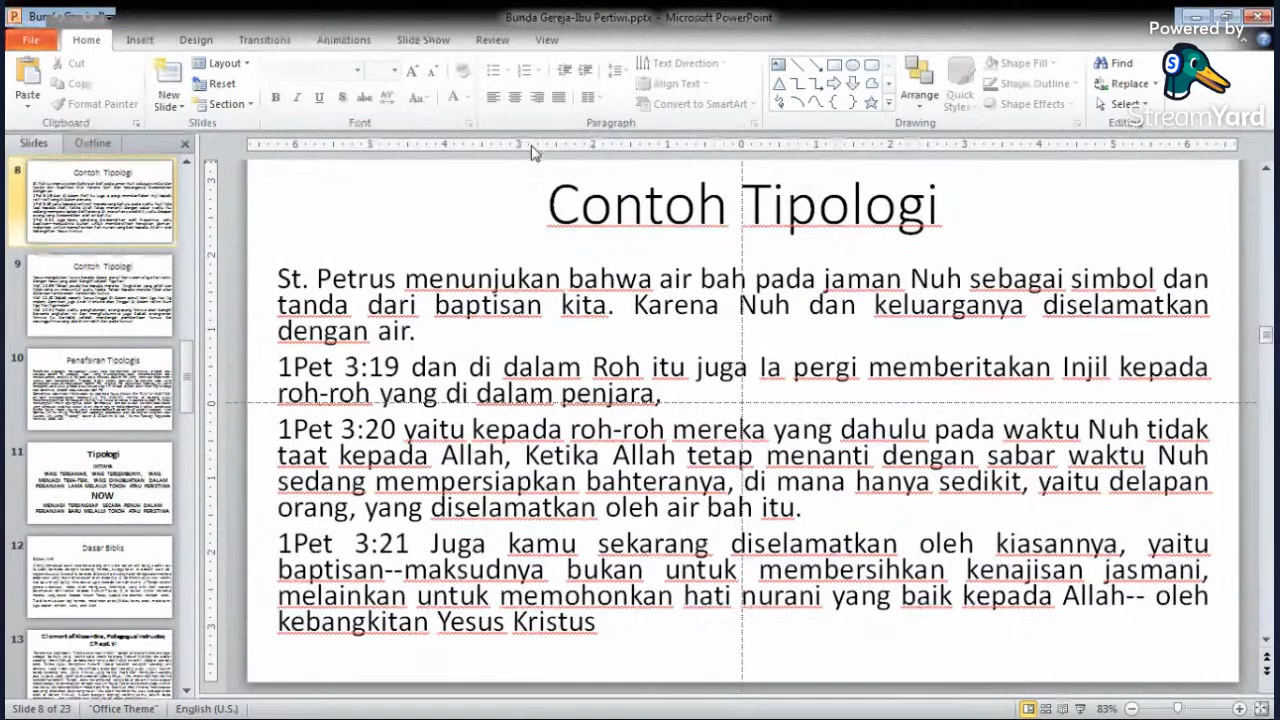 Bunda Gereja-Ibu Pertiwi.pptx - Microsoft PowerPoint
Powered by
StreamYard
File Home Insert Design Transitions Animations Slide Show Review View
Paste
Cut
Copy
Format Painter
Clipboard
New Slide
Layout
Reset
Section
Slides
Font
Text Direction
Align Text
Convert to SmartArt
Paragraph
Arrange
Quick Styles
Shape Fill
Shape Outline
Shape Effects
Drawing
Find
Replace
Select
Slides Outline
8
Contoh Tipologi
9
Contoh Tipologi
10
Penafsiran Tipologis
11
Tipologi
INTINYA
NOW
12
Dasar Biblis
13
Contoh Tipologi
St. Petrus menunjukan bahwa air bah pada jaman Nuh sebagai simbol dan
tanda dari baptisan kita. Karena Nuh dan keluarganya diselamatkan
dengan air.
1Pet 3:19 dan di dalam Roh itu juga Ia pergi memberitakan Injil kepada
roh-roh yang di dalam penjara,
1Pet 3:20 yaitu kepada roh-roh mereka yang dahulu pada waktu Nuh tidak
taat kepada Allah, Ketika Allah tetap menanti dengan sabar waktu Nuh
sedang mempersiapkan bahteranya, di mana hanya sedikit, yaitu delapan
orang, yang diselamatkan oleh air bah itu.
1Pet 3:21 Juga kamu sekarang diselamatkan oleh kiasannya, yaitu
baptisan--maksudnya bukan untuk membersihkan kenajisan jasmani,
melainkan untuk memohonkan hati nurani yang baik kepada Allah-- oleh
kebangkitan Yesus Kristus
Slide 8 of 23 "Office Theme" English (U.S.) 83%